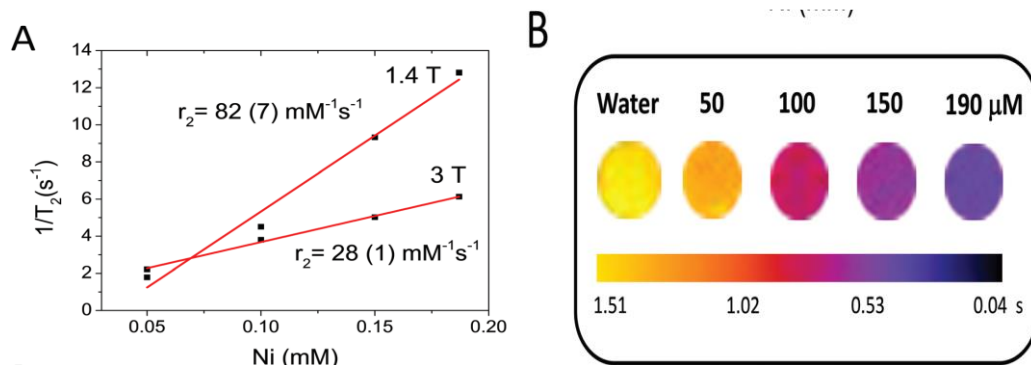 A
1/T₂(s⁻¹)
14
12
10
8
6
4
2
0
1.4 T
r₂= 82 (7) mM⁻¹s⁻¹
3 T
r₂= 28 (1) mM⁻¹s⁻¹
0.05 0.10 0.15 0.20
Ni (mM)
B
Water 50 100 150 190 μM
1.51 1.02 0.53 0.04 s